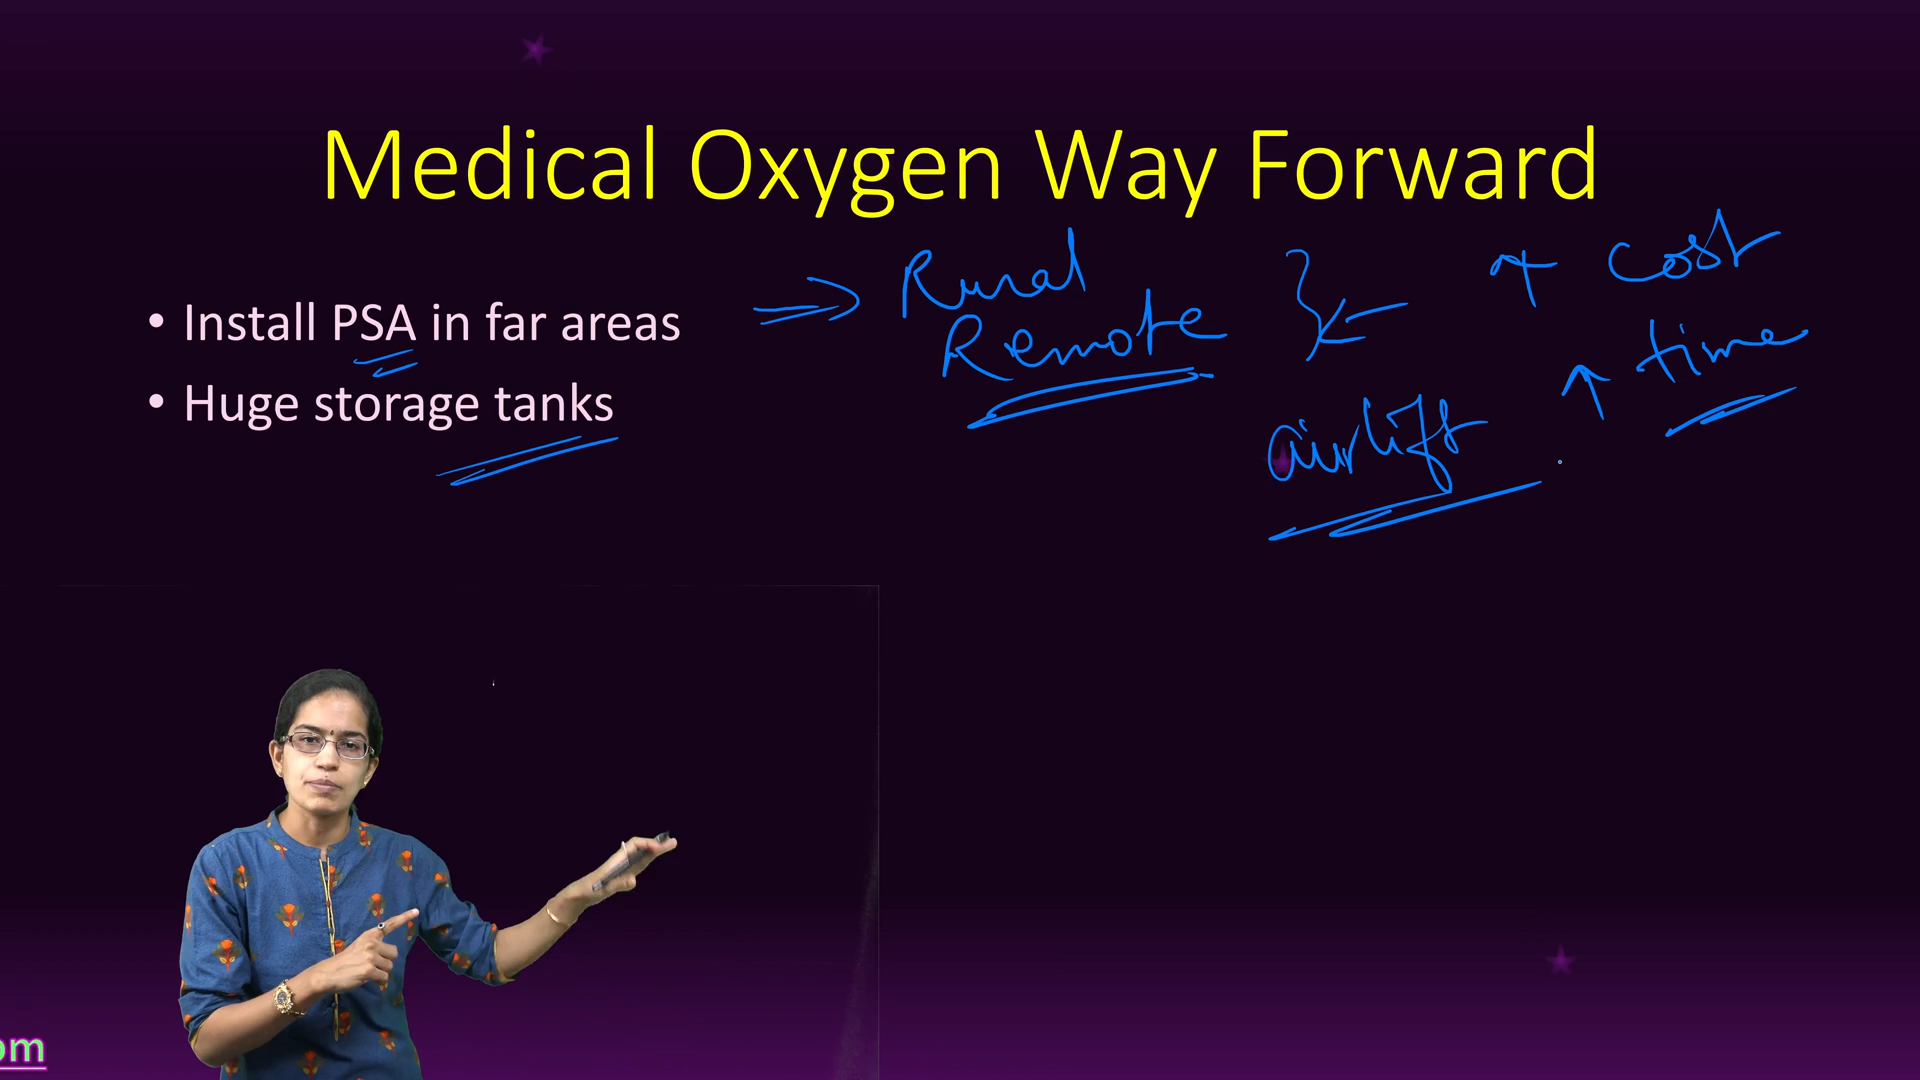 Medical Oxygen Way Forward
• Install PSA in far areas
• Huge storage tanks
Rural
Remote
↑ cost
↑ time
airlift
om